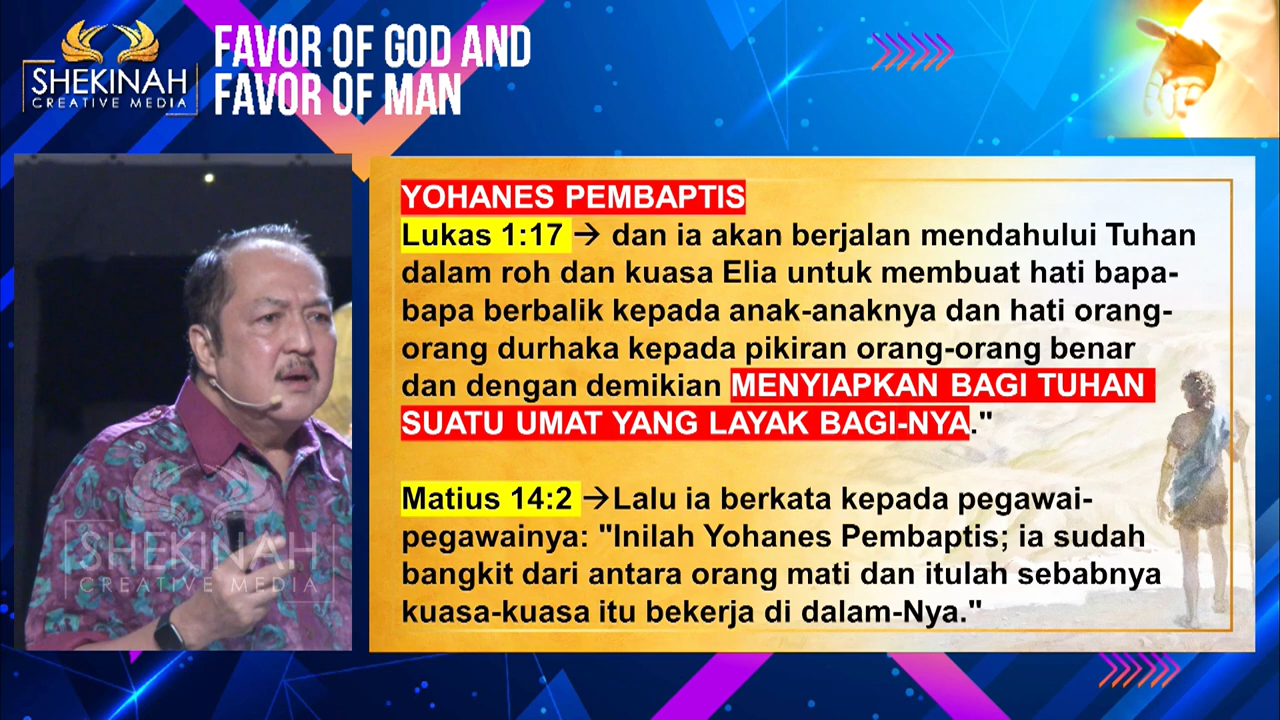 SHEKINAH
CREATIVE MEDIA
FAVOR OF GOD AND
FAVOR OF MAN
YOHANES PEMBAPTIS
Lukas 1:17 → dan ia akan berjalan mendahului Tuhan
dalam roh dan kuasa Elia untuk membuat hati bapa-
bapa berbalik kepada anak-anaknya dan hati orang-
orang durhaka kepada pikiran orang-orang benar
dan dengan demikian MENYIAPKAN BAGI TUHAN
SUATU UMAT YANG LAYAK BAGI-NYA."
Matius 14:2 →Lalu ia berkata kepada pegawai-
pegawainya: "Inilah Yohanes Pembaptis; ia sudah
bangkit dari antara orang mati dan itulah sebabnya
kuasa-kuasa itu bekerja di dalam-Nya."
SHEKINAH
CREATIVE MEDIA